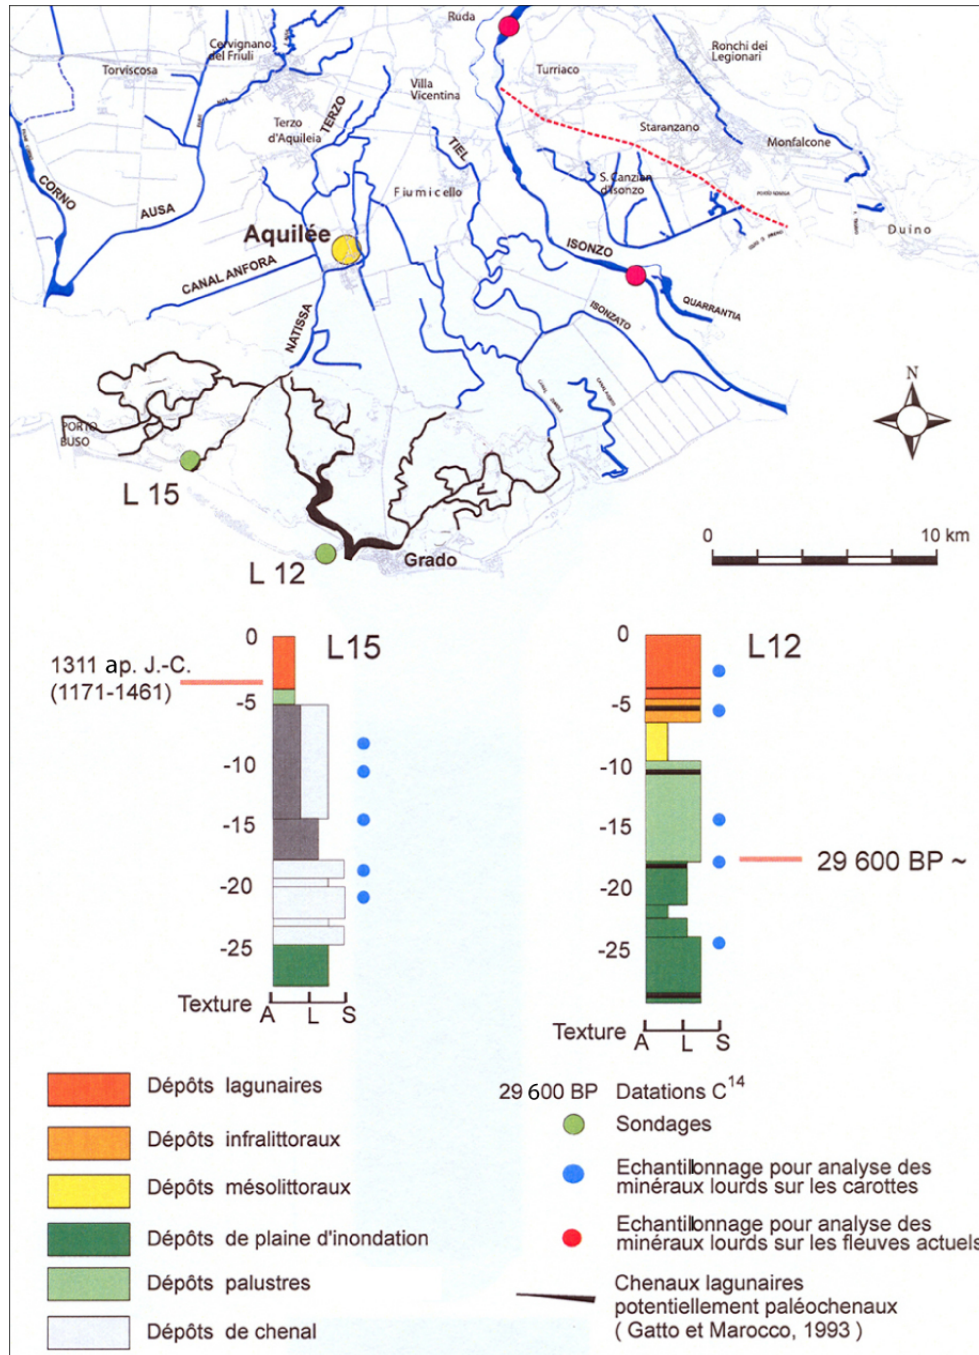 Ruda
Cervignano
del Friuli
Ronchi dei
Legionari
Torviscosa
Turriaco
Villa
Vicentina
TERZO
Terzo
d'Aquileia
Staranzano
Monfalcone
TIEL
S. Canzian
d'Isonzo
Fiumicello
CORNO
AUSA
Duino
Aquilée
ISONZO
CANAL ANFORA
QUARRANTIA
ISONZATO
NATISSA
N
PORTO
BUSO
L 15
L 12
Grado
0 10 km
L15
L12
1311 ap. J.-C.
(1171-1461)
0
-5
-10
-15
-20
-25
Texture
A L S
0
-5
-10
-15
-20
-25
29 600 BP ~
Texture
A L S
Dépôts lagunaires
Dépôts infralittoraux
Dépôts mésolittoraux
Dépôts de plaine d'inondation
Dépôts palustres
Dépôts de chenal
29 600 BP Datations C14
Sondages
Echantillonnage pour analyse des
minéraux lourds sur les carottes
Echantillonnage pour analyse des
minéraux lourds sur les fleuves actuels
Chenaux lagunaires
potentiellement paléochenaux
( Gatto et Marocco, 1993 )